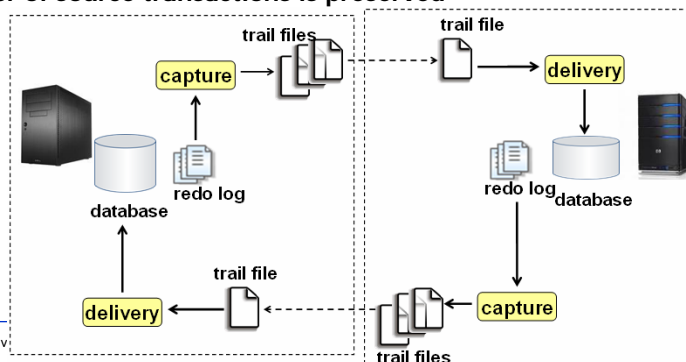 er of source transactions is preserved
trail files
capture
redo log
database
trail file
delivery
trail file
delivery
redo log
database
capture
trail files
v